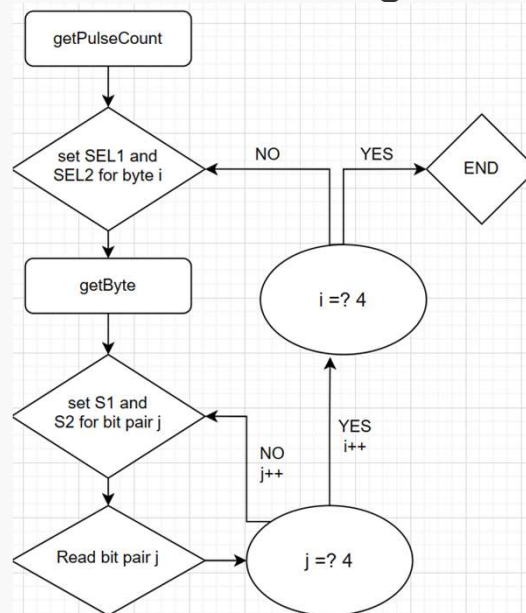 getPulseCount
set SEL1 and
SEL2 for byte i
NO
YES
END
getByte
i =? 4
set S1 and
S2 for bit pair j
NO
j++
YES
i++
Read bit pair j
j =? 4